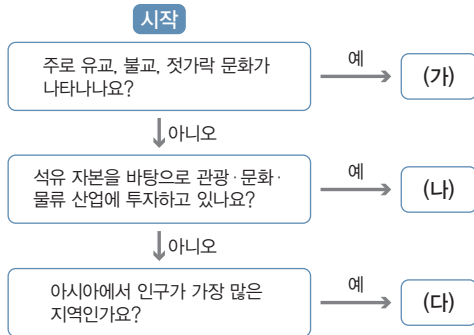 시작
주로 유교, 불교, 젓가락 문화가
나타나나요?
예
(가)
아니오
석유 자본을 바탕으로 관광·문화·
물류 산업에 투자하고 있나요?
예
(나)
아니오
아시아에서 인구가 가장 많은
지역인가요?
예
(다)